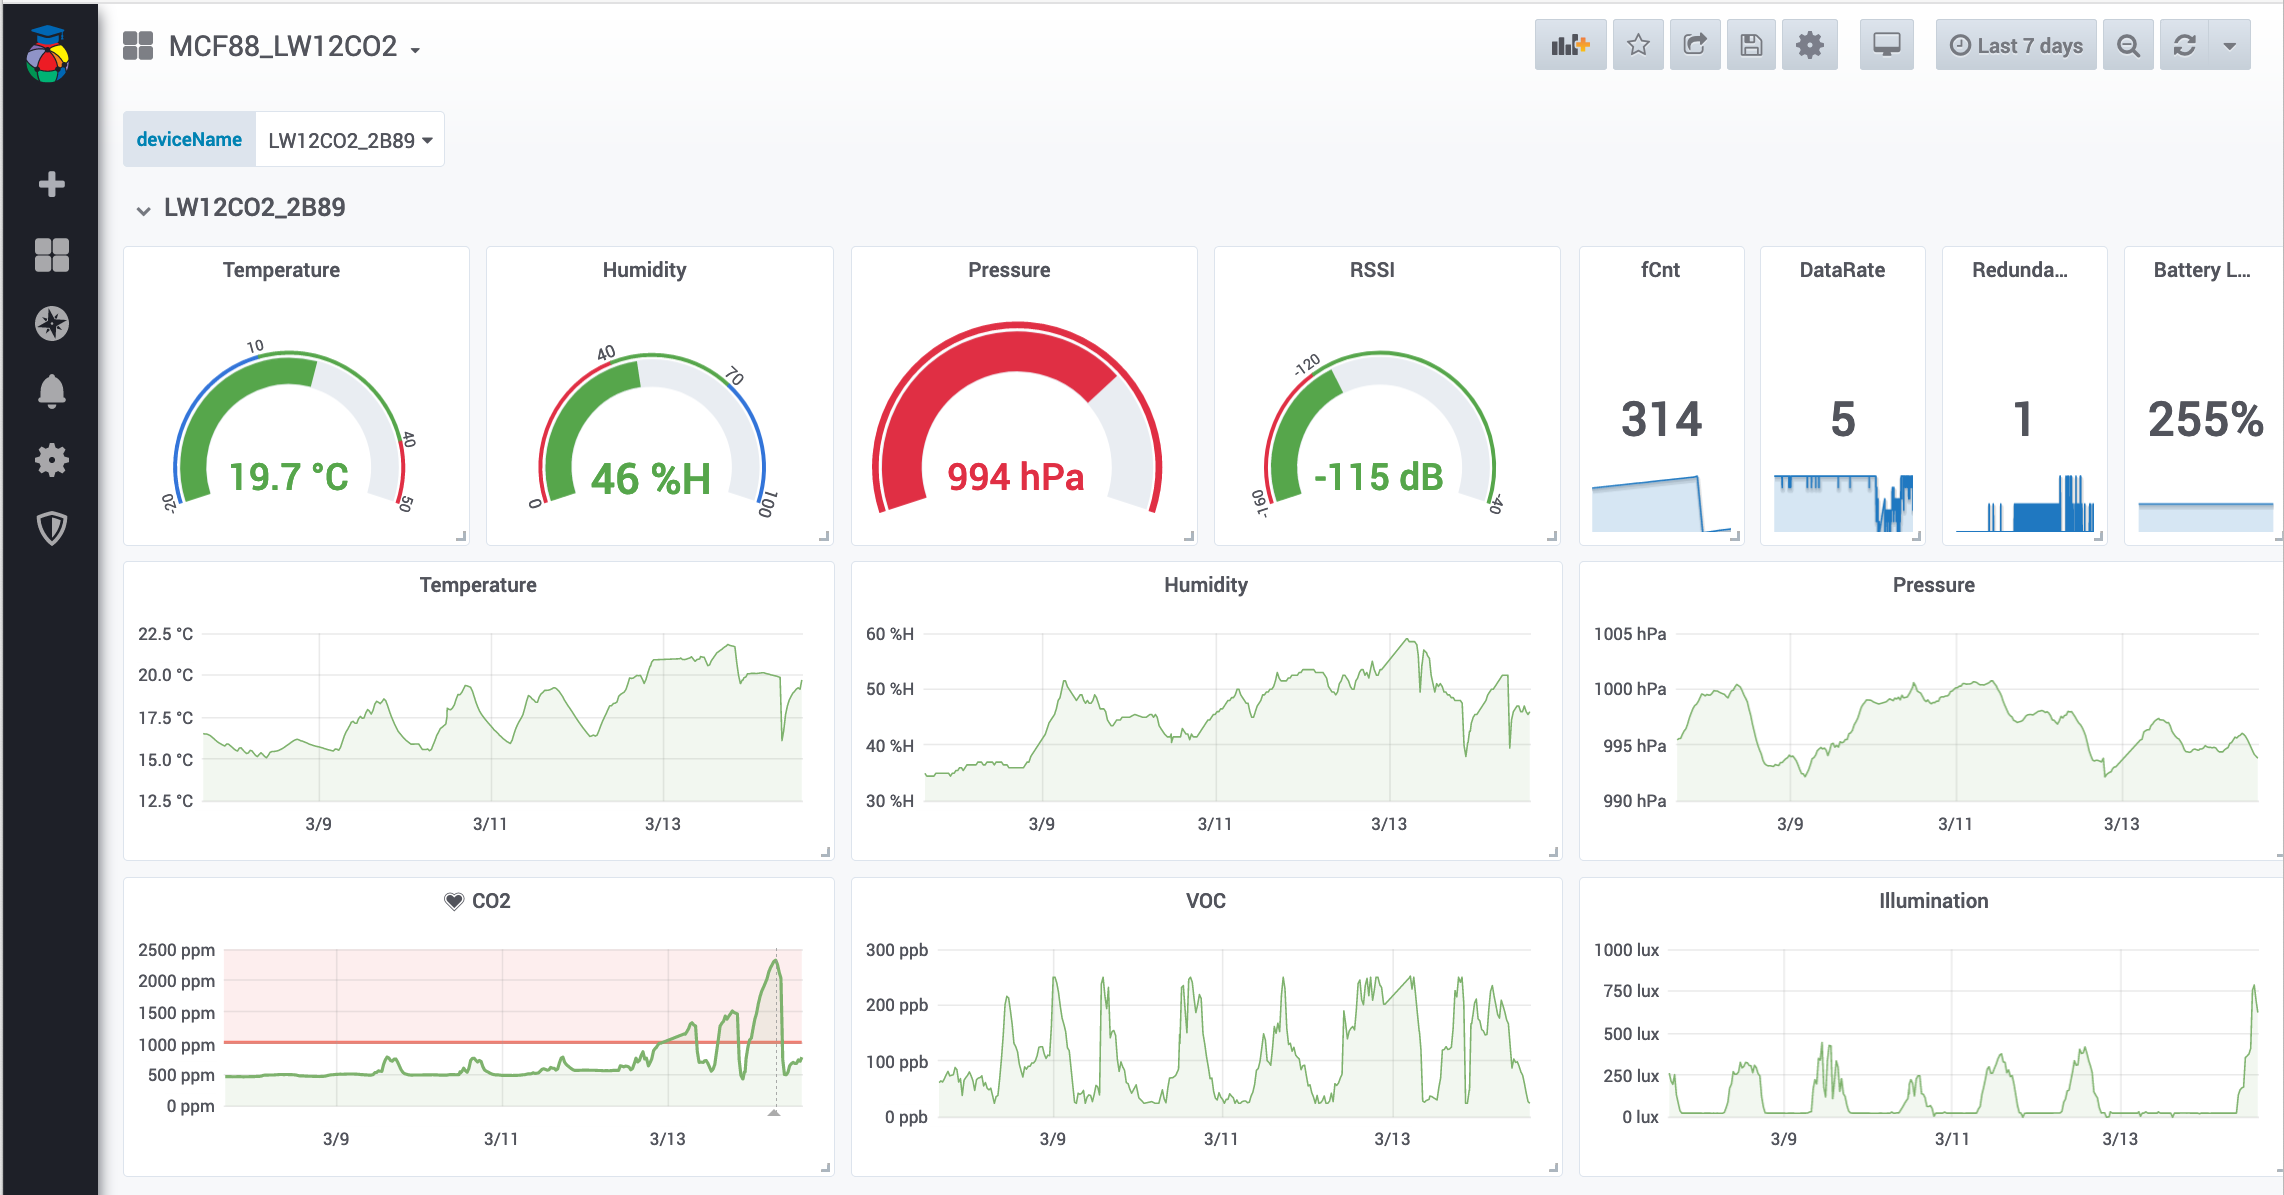 MCF88_LW12CO2
Last 7 days
deviceName LW12CO2_2B89
LW12CO2_2B89
Temperature
-20
10
40
50
19.7 °C
Humidity
0
40
70
100
46 %H
Pressure
994 hPa
RSSI
-160
-120
-40
-115 dB
fCnt
314
DataRate
5
Redunda...
1
Battery L...
255%
Temperature
22.5 °C
20.0 °C
17.5 °C
15.0 °C
12.5 °C
3/9 3/11 3/13
Humidity
60 %H
50 %H
40 %H
30 %H
3/9 3/11 3/13
Pressure
1005 hPa
1000 hPa
995 hPa
990 hPa
3/9 3/11 3/13
CO2
2500 ppm
2000 ppm
1500 ppm
1000 ppm
500 ppm
0 ppm
3/9 3/11 3/13
VOC
300 ppb
200 ppb
100 ppb
0 ppb
3/9 3/11 3/13
Illumination
1000 lux
750 lux
500 lux
250 lux
0 lux
3/9 3/11 3/13